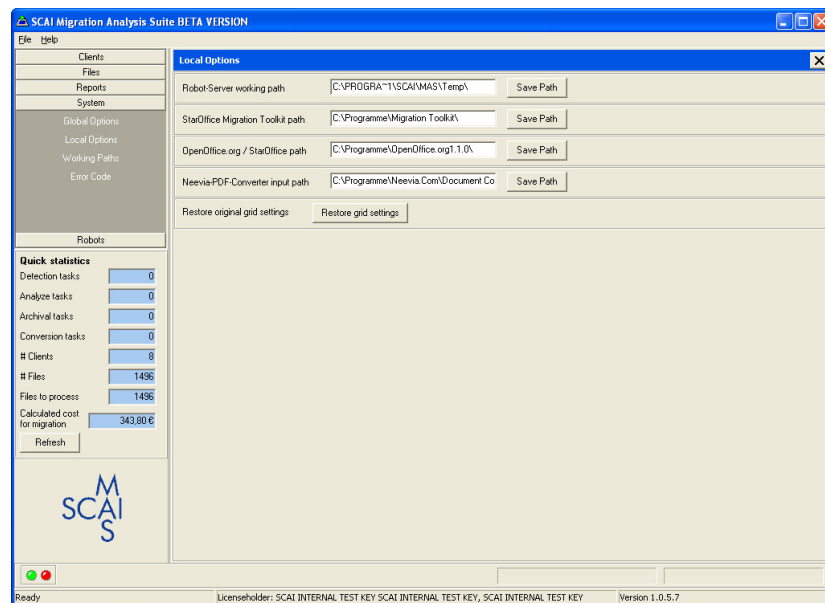 SCAI Migration Analysis Suite BETA VERSION
File Help
Clients
Files
Reports
System
Global Options
Local Options
Working Paths
Error Code
Robots
Quick statistics
Detection tasks 0
Analyze tasks 0
Archival tasks 0
Conversion tasks 0
# Clients 8
# Files 1496
Files to process 1496
Calculated cost
for migration 343,80 €
Refresh
M
SCAI
S
Local Options
Robot-Server working path C:\PROGRA~1\SCAI\MAS\Temp\ Save Path
StarOffice Migration Toolkit path C:\Programme\Migration Toolkit\ Save Path
OpenOffice.org / StarOffice path C:\Programme\OpenOffice.org1.1.0\ Save Path
Neevia-PDF-Converter input path C:\Programme\Neevia.Com\Document Co Save Path
Restore original grid settings Restore grid settings
Ready Licenseholder: SCAI INTERNAL TEST KEY SCAI INTERNAL TEST KEY, SCAI INTERNAL TEST KEY Version 1.0.5.7